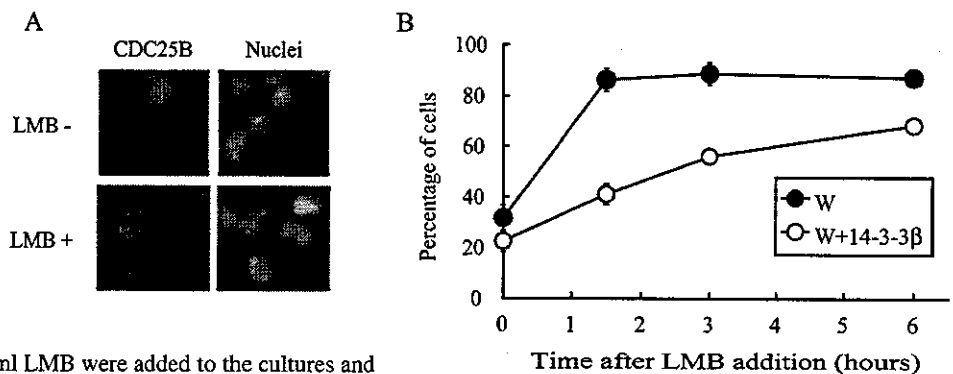 A
CDC25B Nuclei
LMB -
LMB +
B
Percentage of cells
100
80
60
40
20
0
0 1 2 3 4 5 6
W
W+14-3-3β
Time after LMB addition (hours)
LMB were added to the cultures and